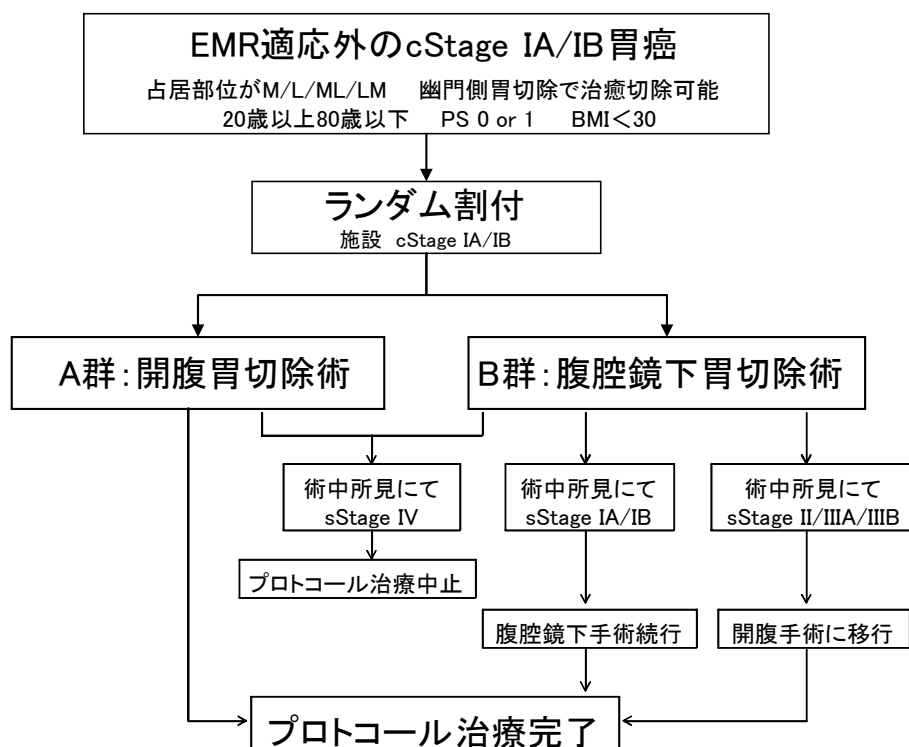 EMR適応外のcStage IA/IB胃癌
占居部位がM/L/ML/LM 幽門側胃切除で治癒切除可能
20歳以上80歳以下 PS 0 or 1 BMI<30
ランダム割付
施設 cStage IA/IB
A群:開腹胃切除術
B群:腹腔鏡下胃切除術
術中所見にて
sStage IV
術中所見にて
sStage IA/IB
術中所見にて
sStage II/IIIA/IIIB
プロトコール治療中止
腹腔鏡下手術続行
開腹手術に移行
プロトコール治療完了